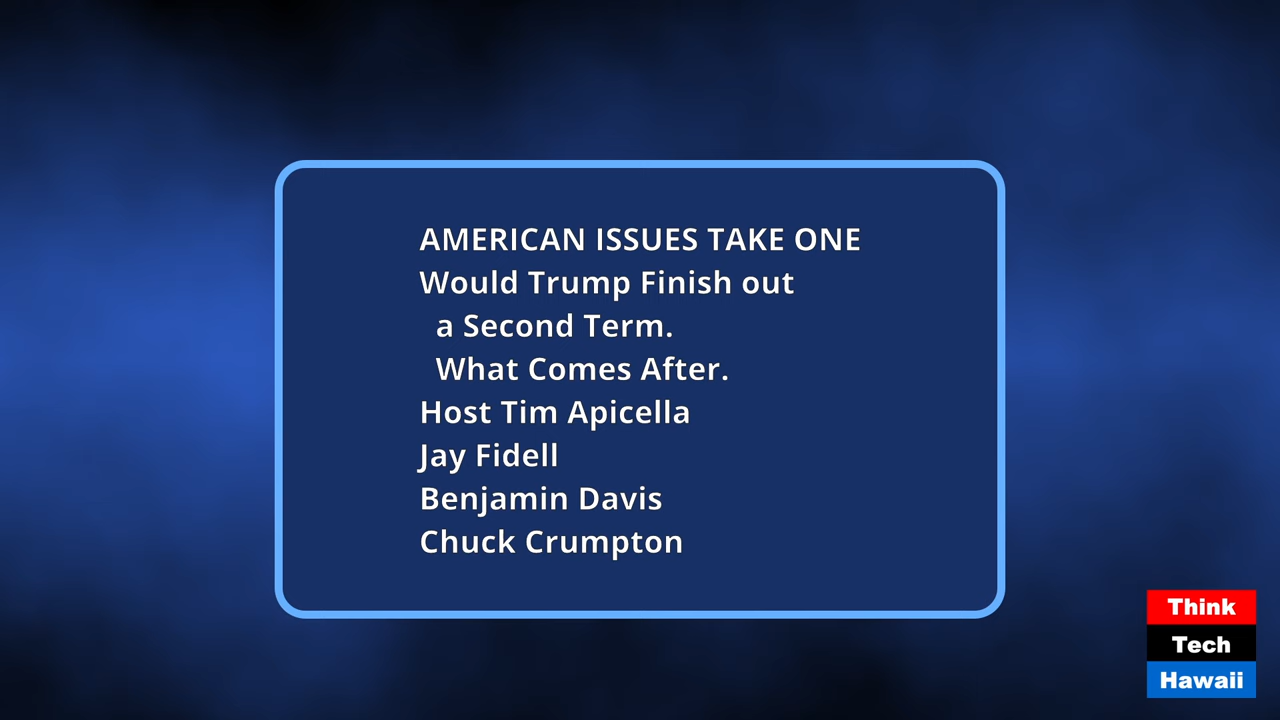 AMERICAN ISSUES TAKE ONE
Would Trump Finish out
a Second Term.
What Comes After.
Host Tim Apicella
Jay Fidell
Benjamin Davis
Chuck Crumpton
Think
Tech
Hawaii